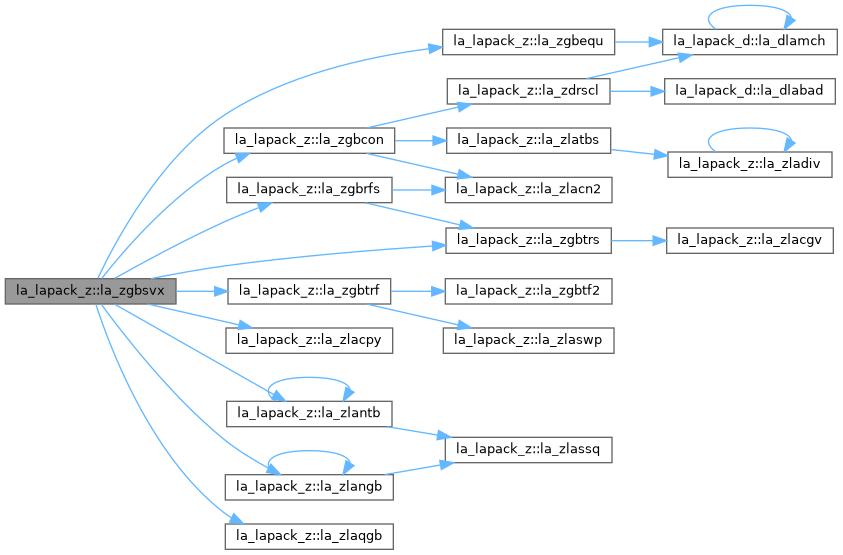 la_lapack_z::la_zgbequ
la_lapack_d::la_dlamch
la_lapack_z::la_zdrscl
la_lapack_d::la_dlabad
la_lapack_z::la_zgbcon
la_lapack_z::la_zlatbs
la_lapack_z::la_zladiv
la_lapack_z::la_zgbrfs
la_lapack_z::la_zlacn2
la_lapack_z::la_zgbtrs
la_lapack_z::la_zlacgv
la_lapack_z::la_zgbsvx
la_lapack_z::la_zgbtrf
la_lapack_z::la_zgbtf2
la_lapack_z::la_zlacpy
la_lapack_z::la_zlaswp
la_lapack_z::la_zlantb
la_lapack_z::la_zlassq
la_lapack_z::la_zlangb
la_lapack_z::la_zlaqgb